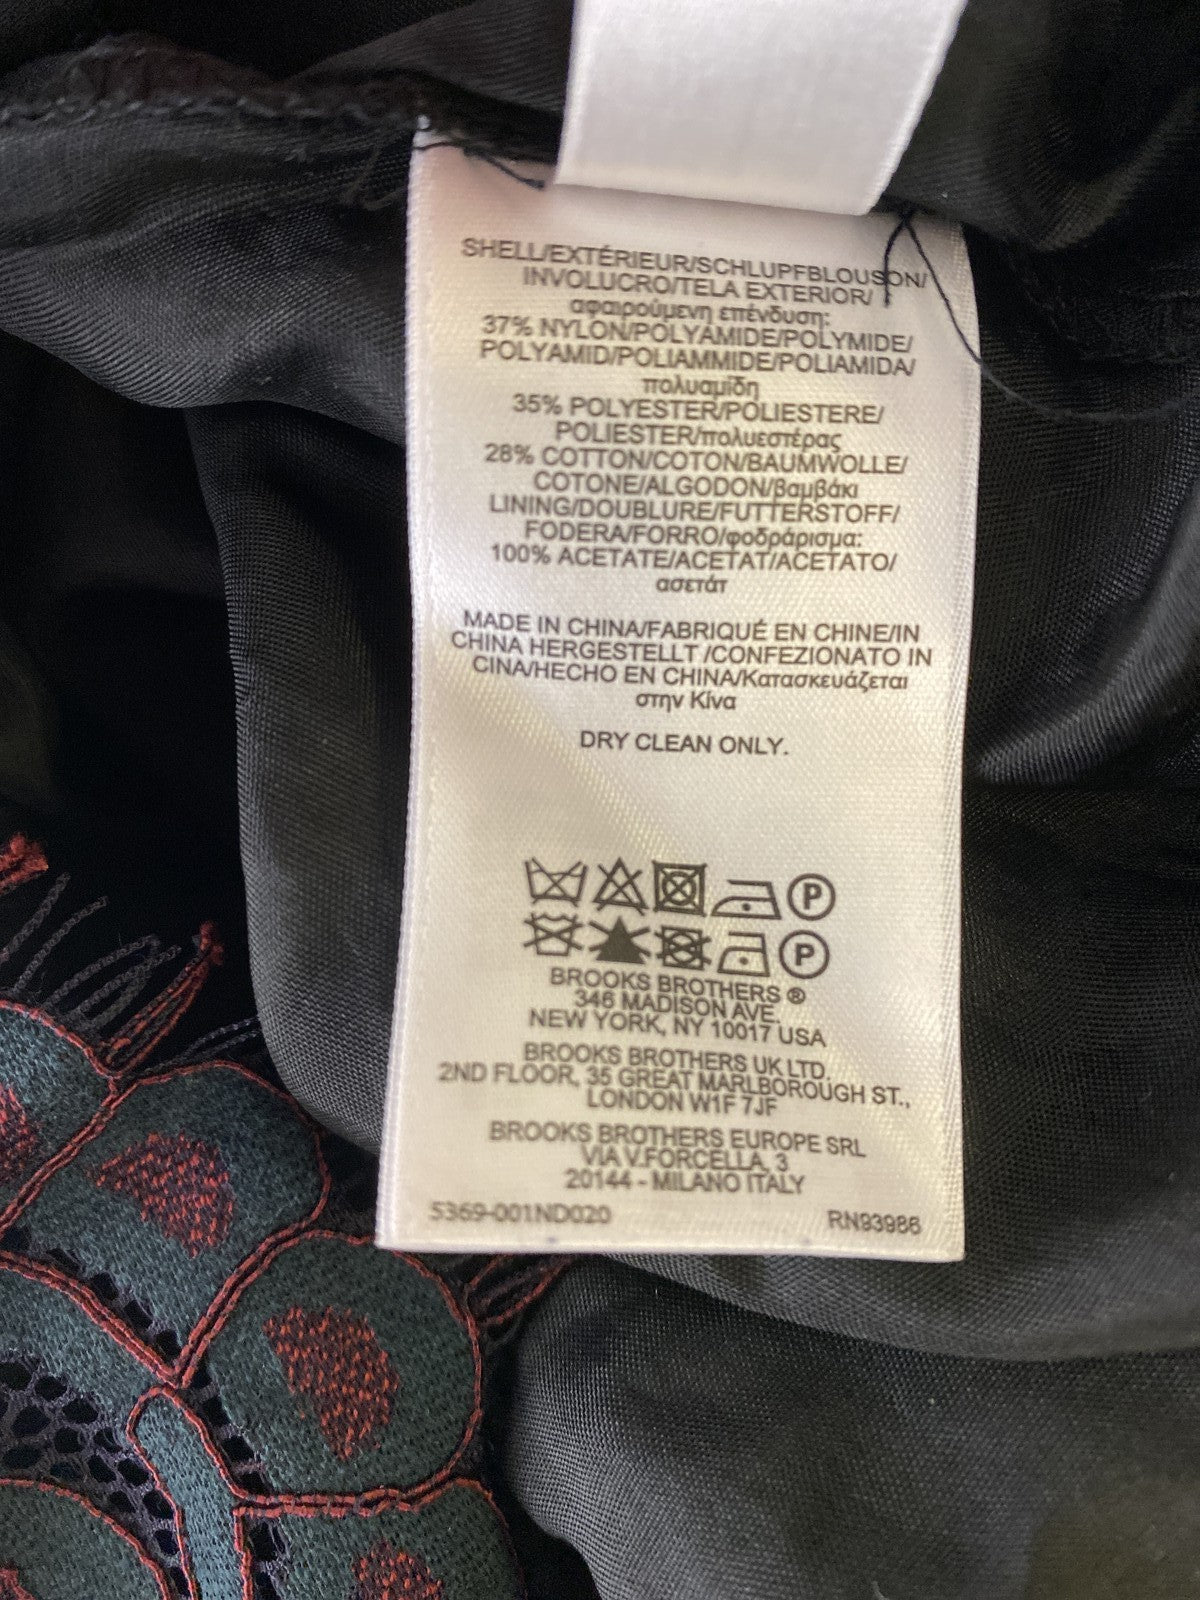 SHELL/EXTÉRIEUR/SCHLUPFBLOUSON/
INVOLUCRO/TELA EXTERIOR/
αφαιρούμενη επένδυση:
37% NYLON/POLYAMIDE/POLYMIDE/
POLYAMID/POLIAMMIDE/POLIAMIDA/
πολυαμίδη
35% POLYESTER/POLIESTERE/
POLIESTER/πολυεστέρας
28% COTTON/COTON/BAUMWOLLE/
COTONE/ALGODON/βαμβάκι
LINING/DOUBLURE/FUTTERSTOFF/
FODERA/FORRO/φοδράρισμα:
100% ACETATE/ACETAT/ACETATO/
ασετάτ
MADE IN CHINA/FABRIQUÉ EN CHINE/IN
CHINA HERGESTELLT /CONFEZIONATO IN
CINA/HECHO EN CHINA/Κατασκευάζεται
στην Κίνα
DRY CLEAN ONLY.
P
P
BROOKS BROTHERS ®
346 MADISON AVE.
NEW YORK, NY 10017 USA
BROOKS BROTHERS UK LTD.
2ND FLOOR, 35 GREAT MARLBOROUGH ST.,
LONDON W1F 7JF
BROOKS BROTHERS EUROPE SRL
VIA V.FORCELLA, 3
20144 - MILANO ITALY
5369-001ND020 RN93986